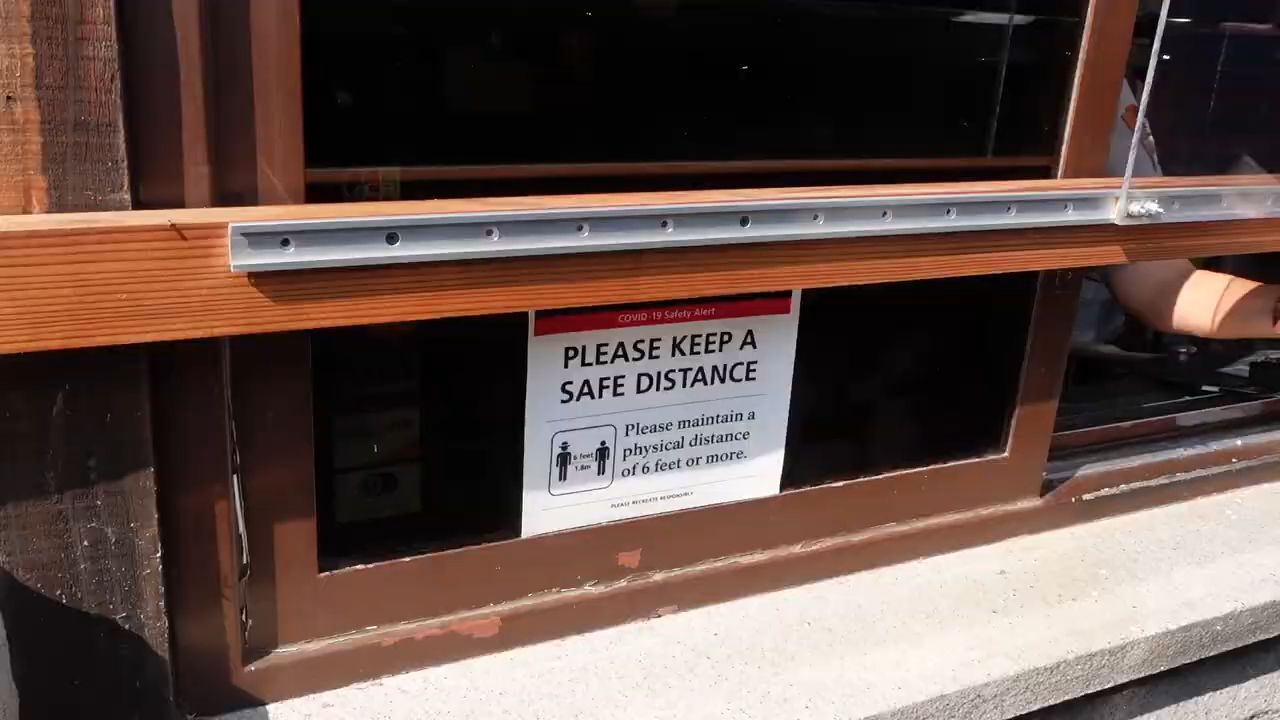 COVID-19 Safety Alert
PLEASE KEEP A
SAFE DISTANCE
Please maintain a
physical distance
of 6 feet or more.
6 feet
1.8m
PLEASE RECREATE RESPONSIBLY